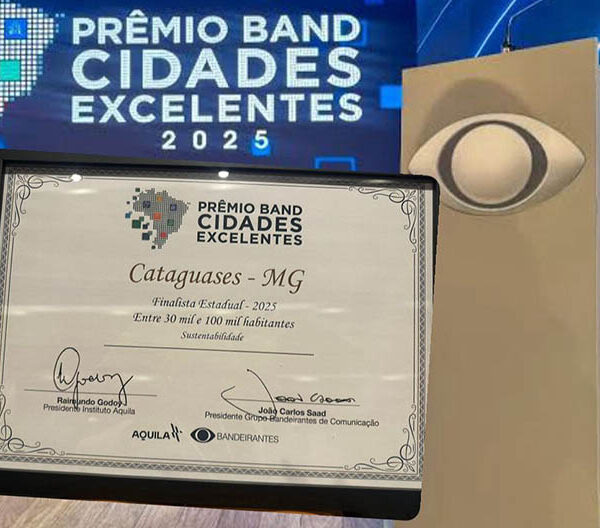 PRÊMIO BAND
CIDADES
EXCELENTES
2025
PRÊMIO BAND
CIDADES
EXCELENTES
Cataguases - MG
Finalista Estadual - 2025
Entre 30 mil e 100 mil habitantes
Sustentabilidade
Raimundo Godoy
Presidente Instituto Aquila
João Carlos Saad
Presidente Grupo Bandeirantes de Comunicação
AQUILA BANDEIRANTES